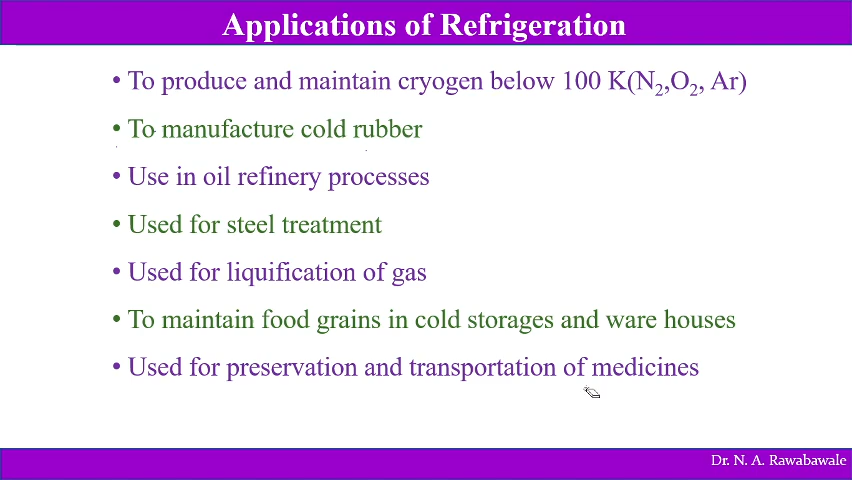 Applications of Refrigeration
• To produce and maintain cryogen below 100 K(N₂,O₂, Ar)
• To manufacture cold rubber
• Use in oil refinery processes
• Used for steel treatment
• Used for liquification of gas
• To maintain food grains in cold storages and ware houses
• Used for preservation and transportation of medicines
Dr. N. A. Rawabawale